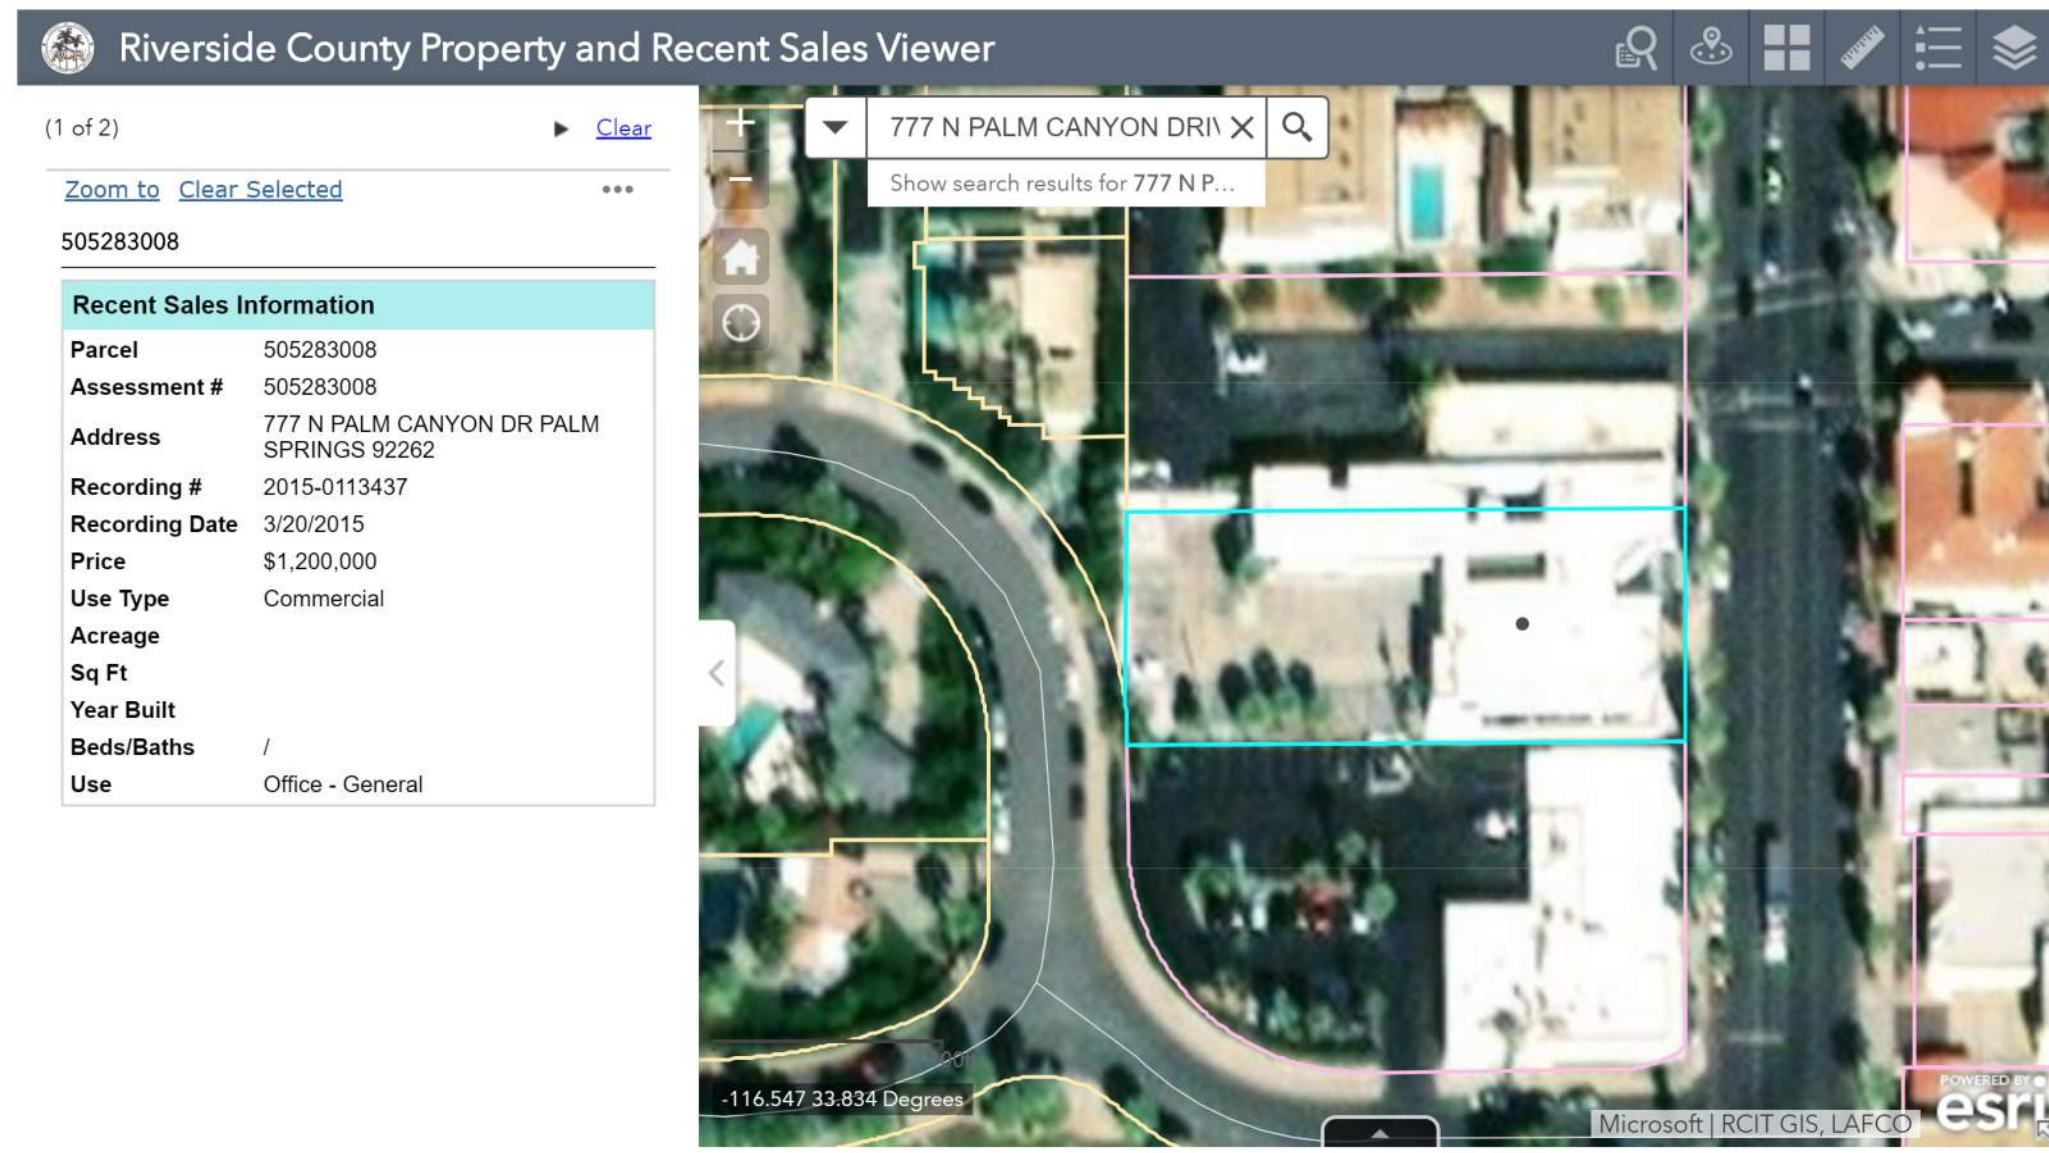 Riverside County Property and Recent Sales Viewer
(1 of 2)
Clear
Zoom to Clear Selected
505283008
Recent Sales Information
Parcel 505283008
Assessment # 505283008
Address 777 N PALM CANYON DR PALM
SPRINGS 92262
Recording # 2015-0113437
Recording Date 3/20/2015
Price $1,200,000
Use Type Commercial
Acreage
Sq Ft
Year Built
Beds/Baths /
Use Office - General
777 N PALM CANYON DRI
Show search results for 777 N P...
-116.547 33.834 Degrees
Microsoft | RCIT GIS, LAFCO
POWERED BY
esri